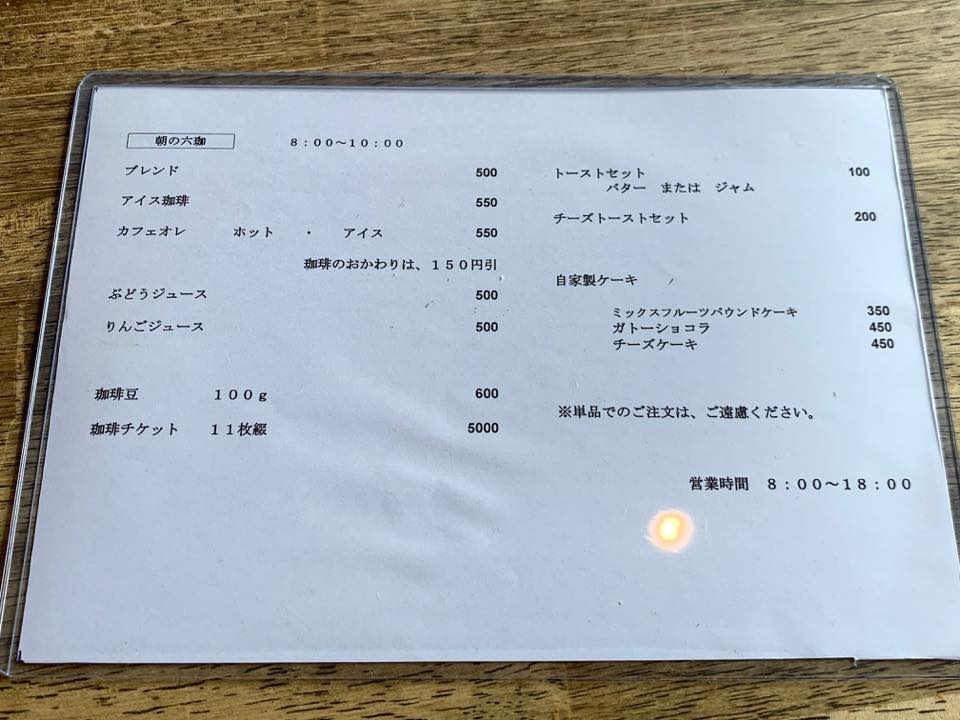 朝の六珈 8：00～10：00
ブレンド 500
アイス珈琲 550
カフェオレ ホット ・ アイス 550
珈琲のおかわりは、１５０円引
ぶどうジュース 500
りんごジュース 500
珈琲豆 １００ｇ 600
珈琲チケット １１枚綴 5000
トーストセット 100
バター または ジャム
チーズトーストセット 200
自家製ケーキ
ミックスフルーツパウンドケーキ 350
ガトーショコラ 450
チーズケーキ 450
※単品でのご注文は、ご遠慮ください。
営業時間 ８：００～１８：００